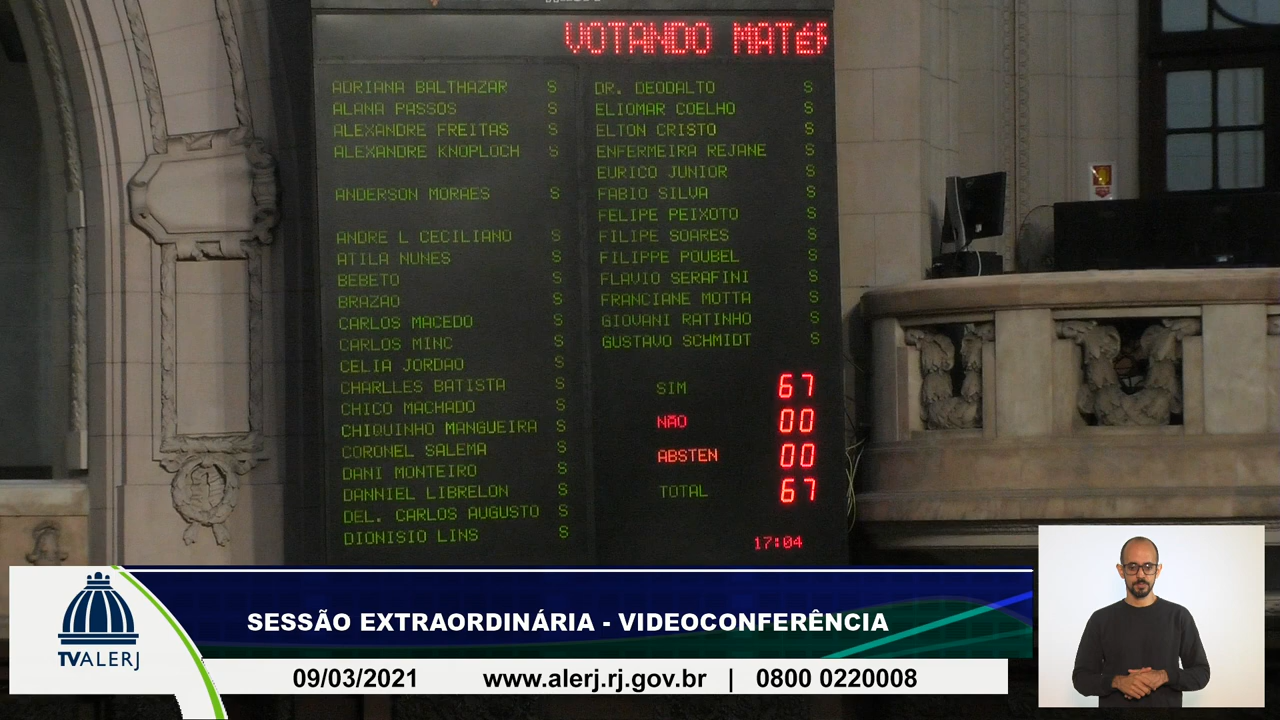 VOTANDO MATÉR
ADRIANA BALTHAZAR S
ALANA PASSOS S
ALEXANDRE FREITAS S
ALEXANDRE KNOPLOCH S
ANDERSON MORAES S
ANDRE L CECILIANO S
ATILA NUNES S
BEBETO S
BRAZAO S
CARLOS MACEDO S
CARLOS MINC S
CELIA JORDAO S
CHARLLES BATISTA S
CHICO MACHADO S
CHIQUINHO MANGUEIRA S
CORONEL SALEMA S
DANI MONTEIRO S
DANNIEL LIBRELON S
DEL. CARLOS AUGUSTO S
DIONISIO LINS S
DR. DEODALTO S
ELIOMAR COELHO S
ELTON CRISTO S
ENFERMEIRA REJANE S
EURICO JUNIOR S
FABIO SILVA S
FELIPE PEIXOTO S
FILIPE SOARES S
FILIPPE POUBEL S
FLAVIO SERAFINI S
FRANCIANE MOTTA S
GIOVANI RATINHO S
GUSTAVO SCHMIDT S
SIM 67
NÃO 00
ABSTEN 00
TOTAL 67
17:04
TVALERJ
SESSÃO EXTRAORDINÁRIA - VIDEOCONFERÊNCIA
09/03/2021 www.alerj.rj.gov.br | 0800 0220008